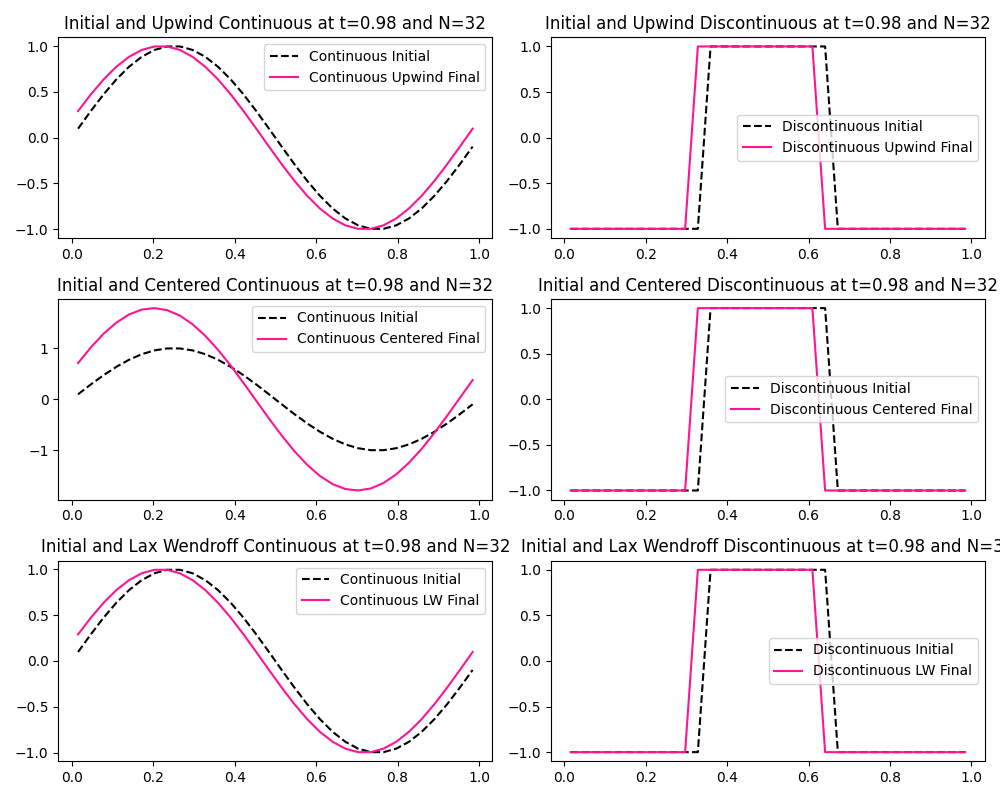 Initial and Upwind Continuous at t=0.98 and N=32
1.0
0.5
0.0
−0.5
−1.0
Continuous Initial
Continuous Upwind Final
0.0 0.2 0.4 0.6 0.8 1.0
Initial and Upwind Discontinuous at t=0.98 and N=32
1.0
0.5
0.0
−0.5
−1.0
Discontinuous Initial
Discontinuous Upwind Final
0.0 0.2 0.4 0.6 0.8 1.0
Initial and Centered Continuous at t=0.98 and N=32
1
0
−1
Continuous Initial
Continuous Centered Final
0.0 0.2 0.4 0.6 0.8 1.0
Initial and Centered Discontinuous at t=0.98 and N=32
1.0
0.5
0.0
−0.5
−1.0
Discontinuous Initial
Discontinuous Centered Final
0.0 0.2 0.4 0.6 0.8 1.0
Initial and Lax Wendroff Continuous at t=0.98 and N=32
1.0
0.5
0.0
−0.5
−1.0
Continuous Initial
Continuous LW Final
0.0 0.2 0.4 0.6 0.8 1.0
Initial and Lax Wendroff Discontinuous at t=0.98 and N=3
1.0
0.5
0.0
−0.5
−1.0
Discontinuous Initial
Discontinuous LW Final
0.0 0.2 0.4 0.6 0.8 1.0